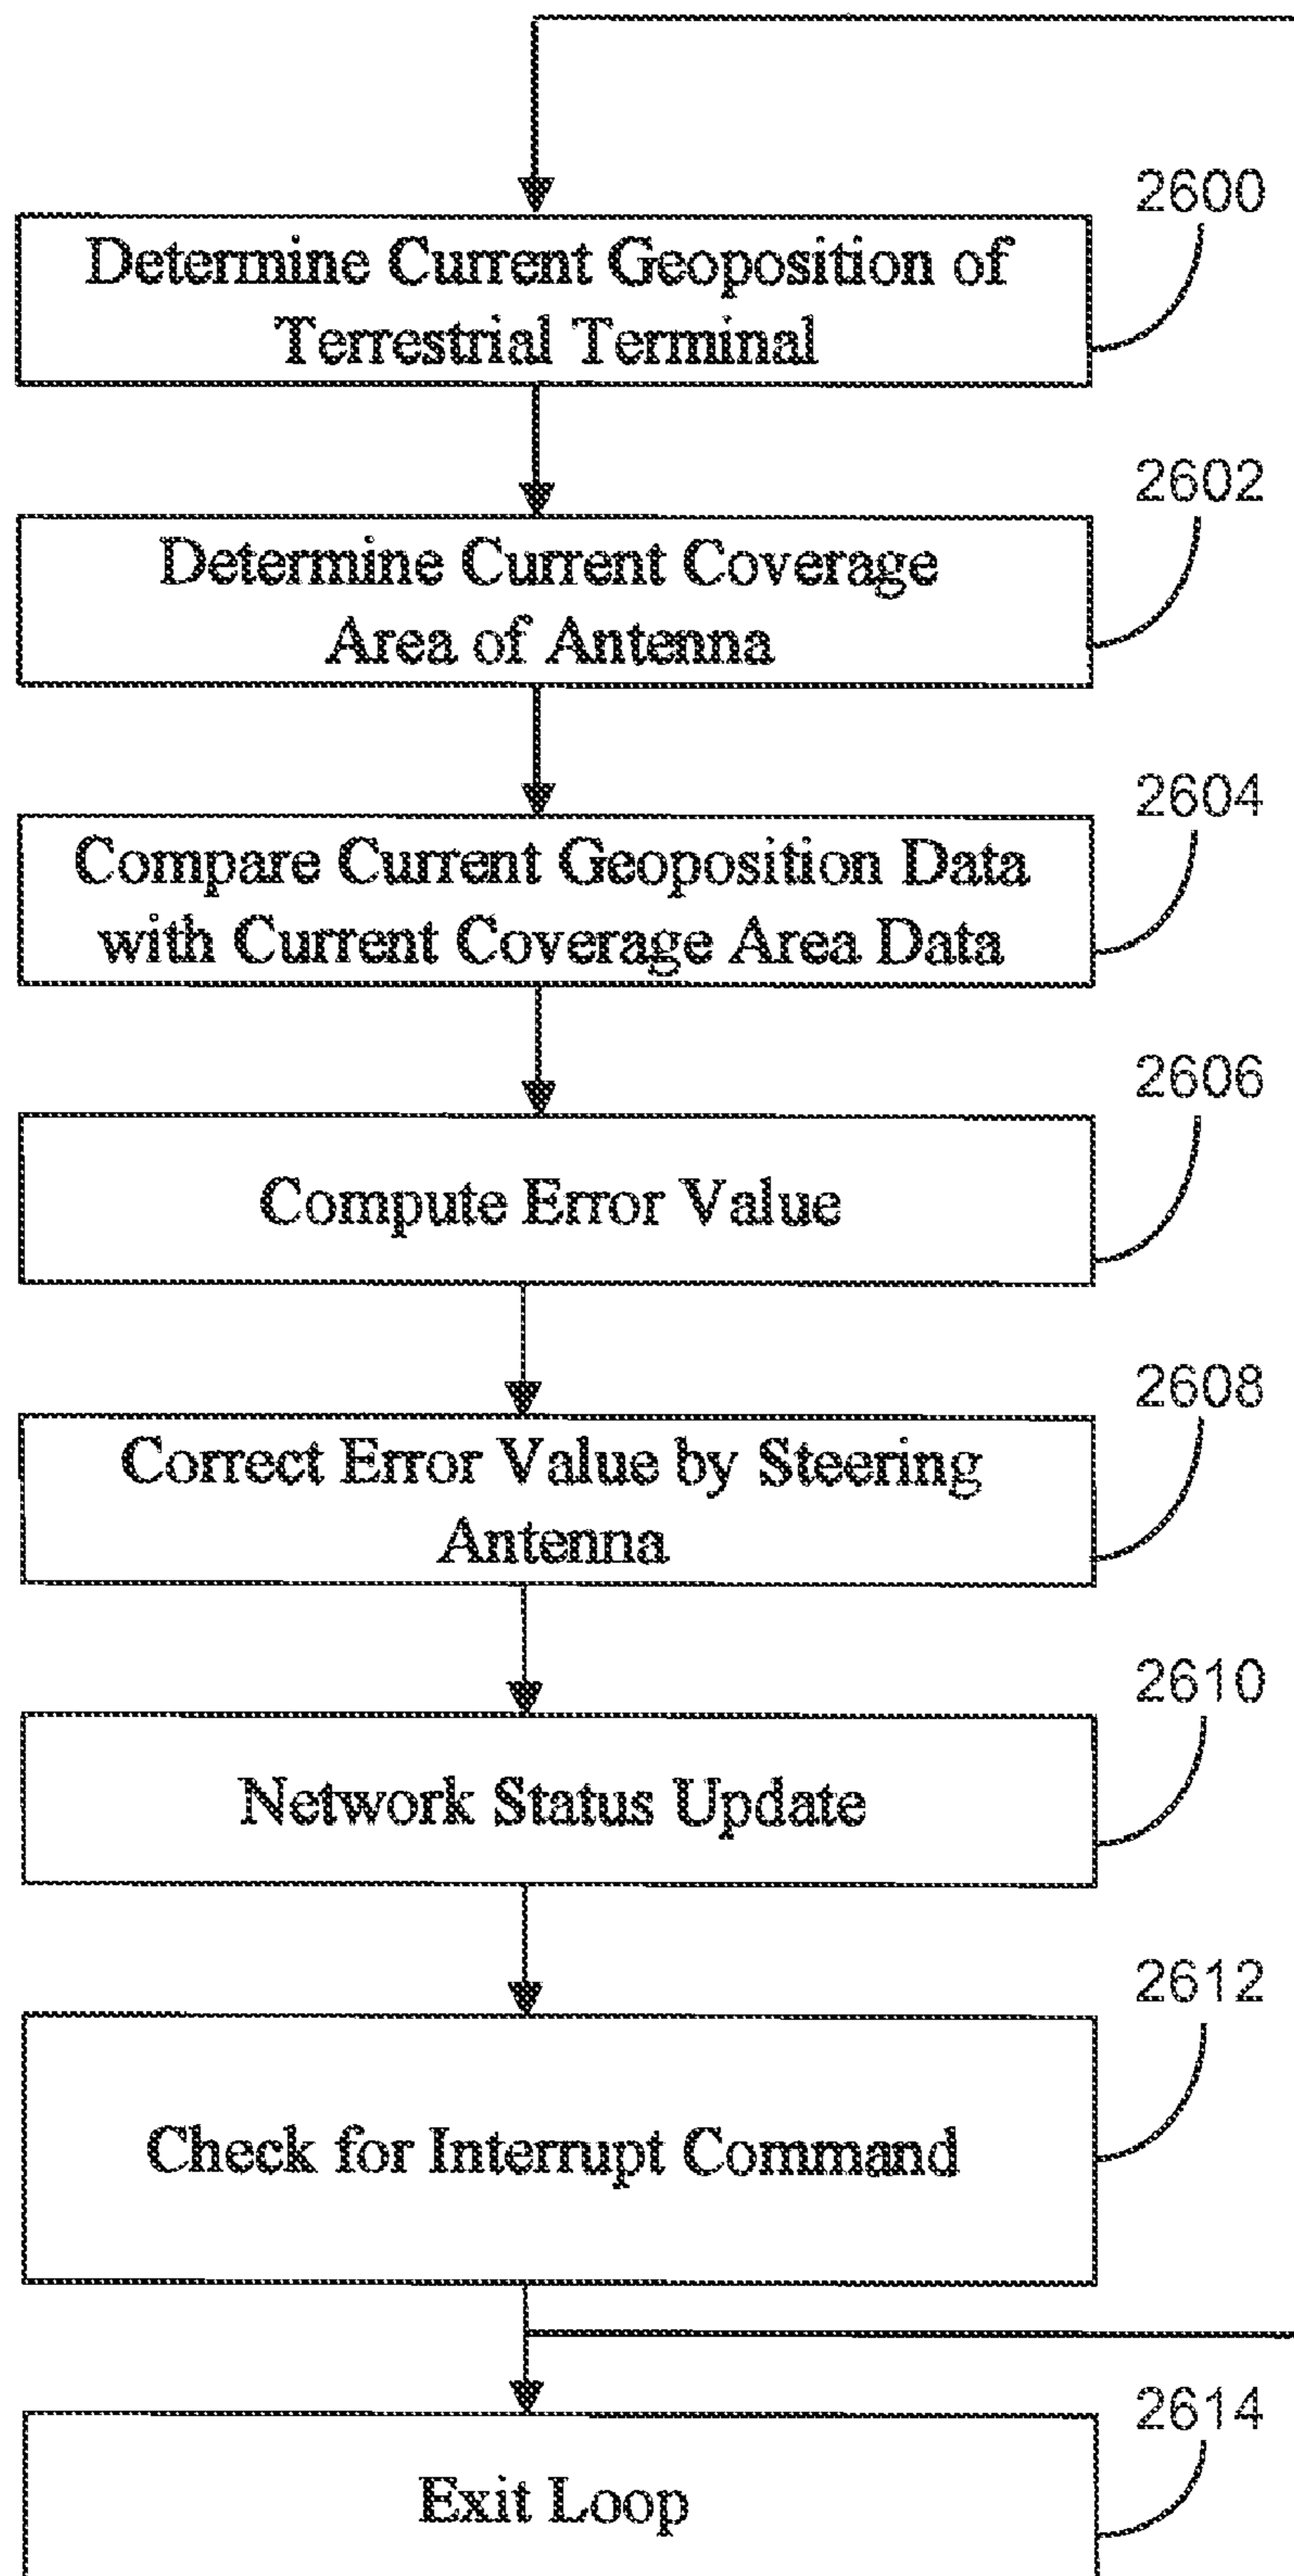 2600
Determine Current Geoposition of
Terrestrial Terminal
2602
Determine Current Coverage
Area of Antenna
2604
Compare Current Geoposition Data
with Current Coverage Area Data
2606
Compute Error Value
2608
Correct Error Value by Steering
Antenna
2610
Network Status Update
2612
Check for Interrupt Command
2614
Exit Loop